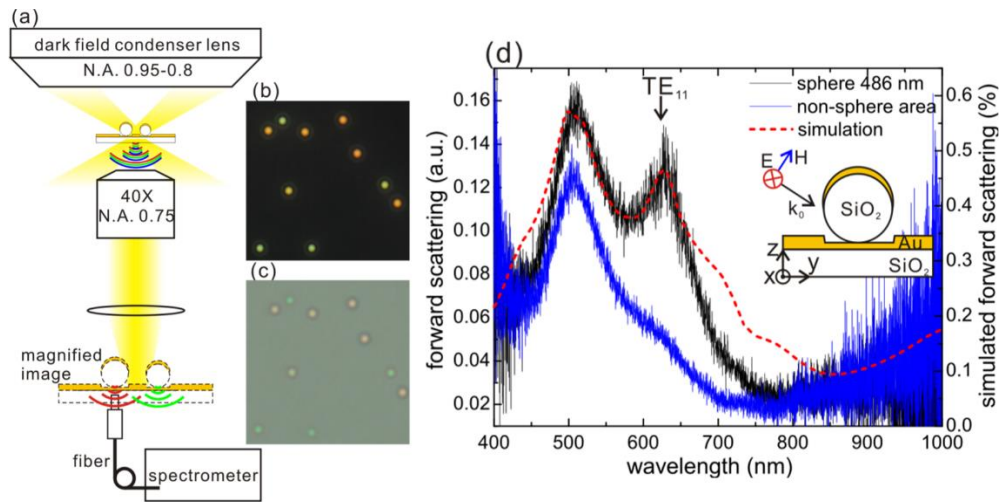 (a)
dark field condenser lens
N.A. 0.95-0.8
40X
N.A. 0.75
magnified
image
fiber
spectrometer
(b)
(c)
(d)
TE₁₁
sphere 486 nm
non-sphere area
simulation
E
H
k₀
SiO₂
Au
SiO₂
Z
X
y
forward scattering (a.u.)
0.16
0.14
0.12
0.10
0.08
0.06
0.04
0.02
400 500 600 700 800 900 1000
wavelength (nm)
0.6%
0.5%
0.4%
0.3%
0.2%
0.1%
0.0%
simulated forward scattering (%)